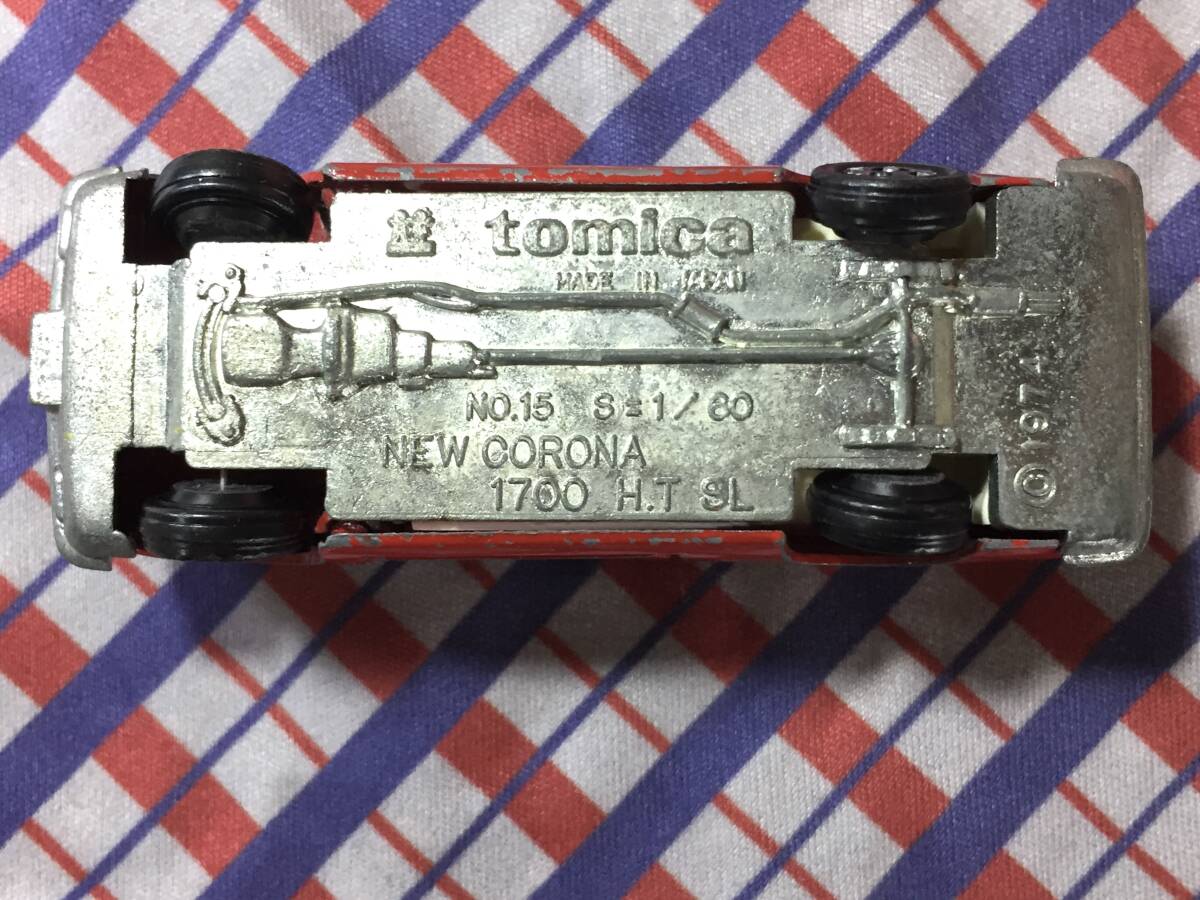 tomica
MADE IN JAPAN
NO.15 S=1/60
NEW CORONA
1700 H.T SL
© 1974